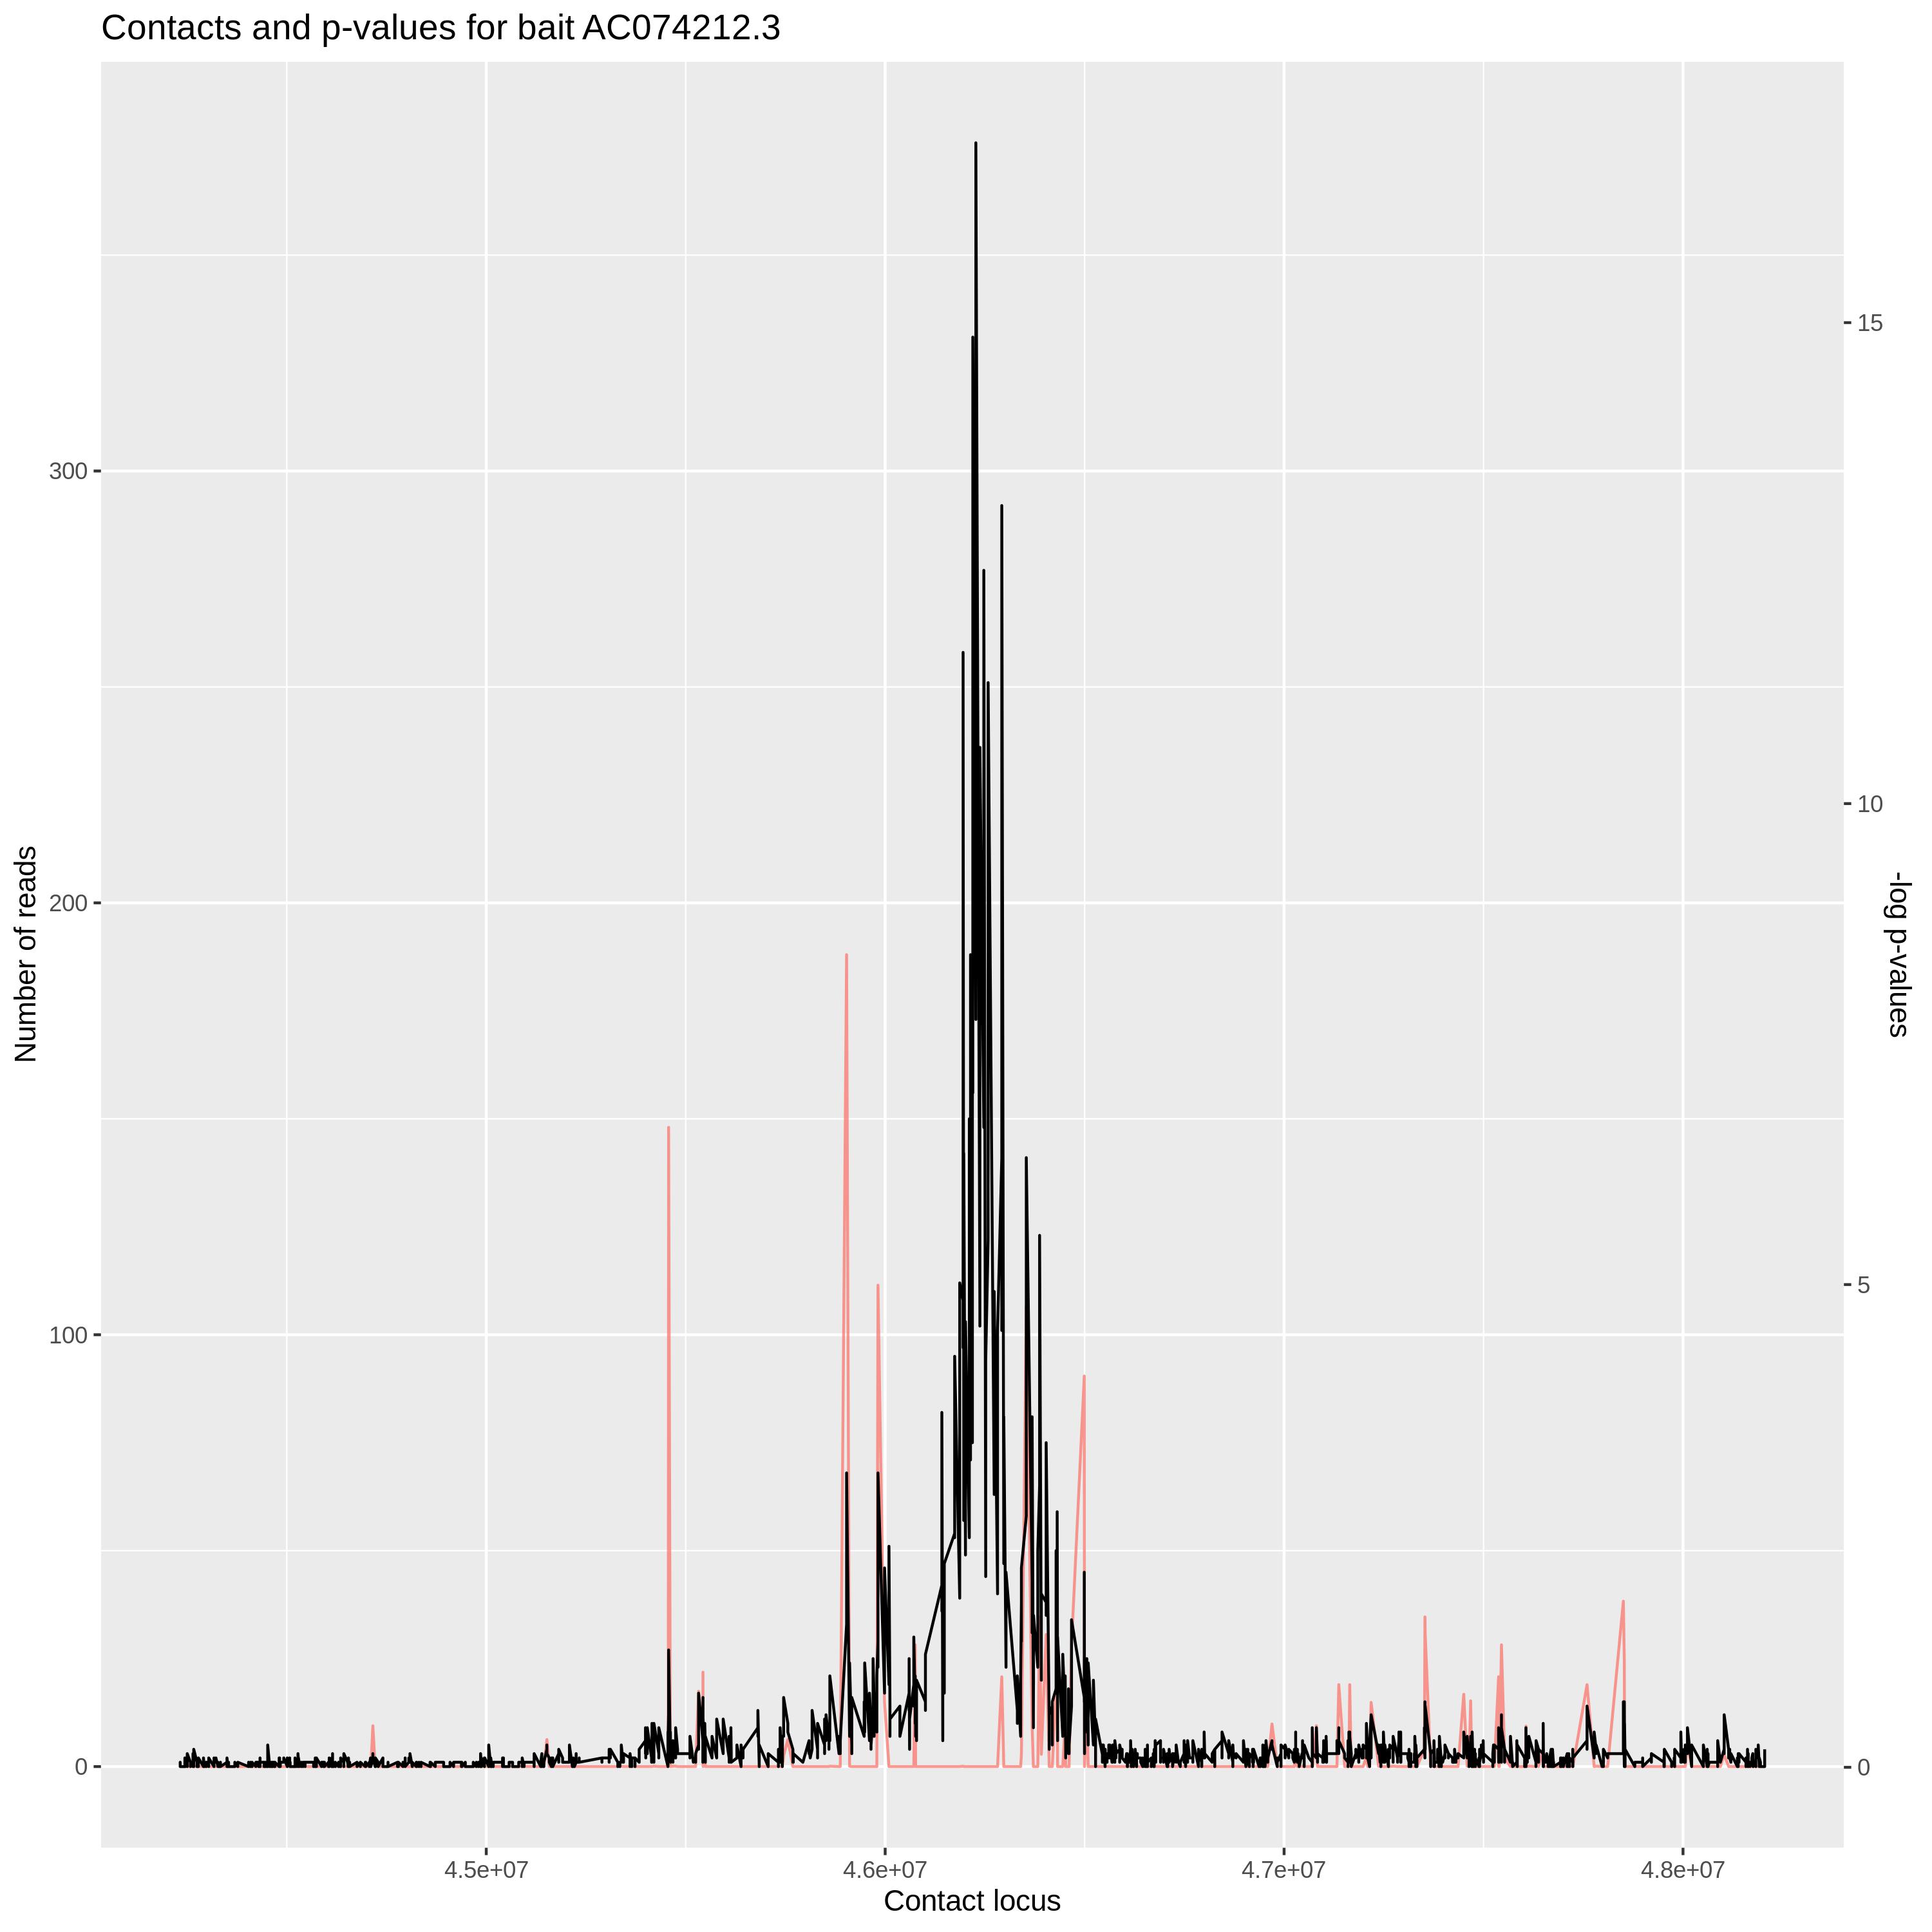 Contacts and p-values for bait AC074212.3
300
200
100
0
15
10
5
0
Number of reads
-log p-values
4.5e+07
4.6e+07
4.7e+07
4.8e+07
Contact locus